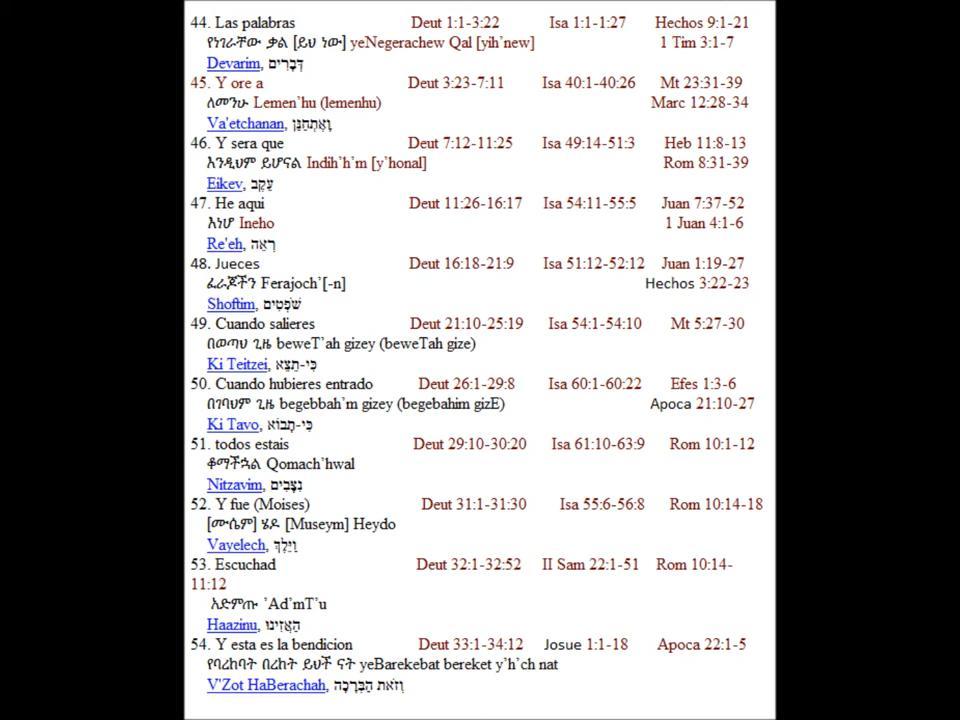 44. Las palabras Deut 1:1-3:22 Isa 1:1-1:27 Hechos 9:1-21
የነገራቸው ቃል [ይህ ነው] yeNegerachew Qal [yih’new] 1 Tim 3:1-7
Devarim, דְּבָרִים
45. Y ore a Deut 3:23-7:11 Isa 40:1-40:26 Mt 23:31-39
ለመንሁ Lemen’hu (lemenhu) Marc 12:28-34
Va'etchanan, וָאֶתְחַנַּן
46. Y sera que Deut 7:12-11:25 Isa 49:14-51:3 Heb 11:8-13
እንዲህም ይሆናል Indih’h’m [y’honal] Rom 8:31-39
Eikev, עֵקֶב
47. He aqui Deut 11:26-16:17 Isa 54:11-55:5 Juan 7:37-52
እነሆ Ineho 1 Juan 4:1-6
Re'eh, רְאֵה
48. Jueces Deut 16:18-21:9 Isa 51:12-52:12 Juan 1:19-27
ፈራጆችን Ferajoch’[-n] Hechos 3:22-23
Shoftim, שֹׁפְטִים
49. Cuando salieres Deut 21:10-25:19 Isa 54:1-54:10 Mt 5:27-30
በወጣህ ጊዜ beweT’ah gizey (beweTah gize)
Ki Teitzei, כִּי-תֵצֵא
50. Cuando hubieres entrado Deut 26:1-29:8 Isa 60:1-60:22 Efes 1:3-6
በገባህም ጊዜ begebbah’m gizey (begebahim gizE) Apoca 21:10-27
Ki Tavo, כִּי-תָבוֹא
51. todos estais Deut 29:10-30:20 Isa 61:10-63:9 Rom 10:1-12
ቆማችኋል Qomach’hwal
Nitzavim, נִצָּבִים
52. Y fue (Moises) Deut 31:1-31:30 Isa 55:6-56:8 Rom 10:14-18
[ሙሴም] ሄዶ [Museym] Heydo
Vayelech, וַיֵּלֶךְ
53. Escuchad Deut 32:1-32:52 II Sam 22:1-51 Rom 10:14-
11:12
አድምጡ ’Ad’mT’u
Haazinu, הַאֲזִינוּ
54. Y esta es la bendicion Deut 33:1-34:12 Josue 1:1-18 Apoca 22:1-5
የባረከባት በረከት ይህች ናት yeBarekebat bereket y’h’ch nat
V'Zot HaBerachah, וְזֹאת הַבְּרָכָה